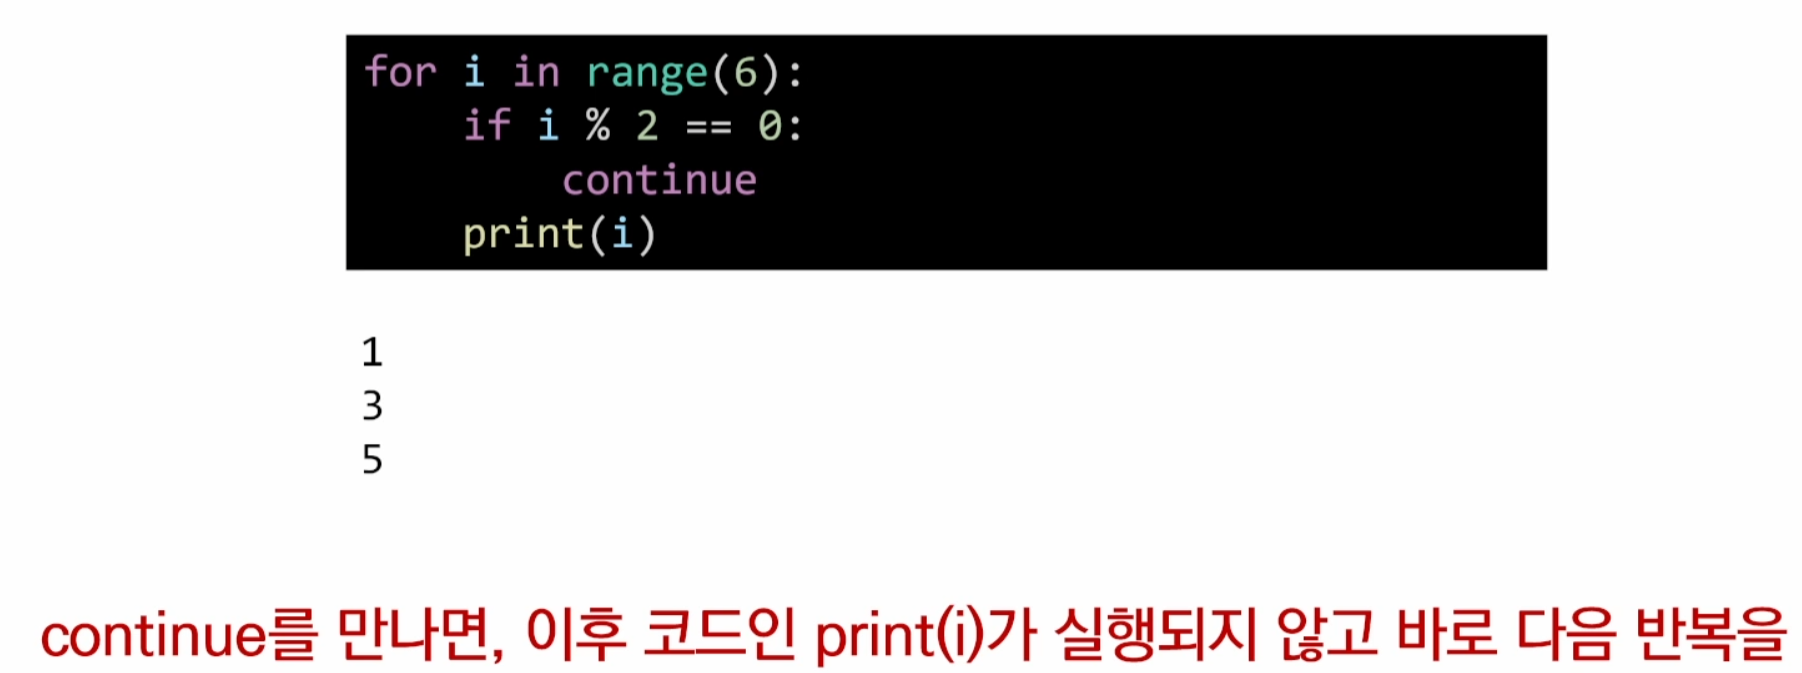 for i in range(6):
    if i % 2 == 0:
        continue
    print(i)
1
3
5
continue를 만나면, 이후 코드인 print(i)가 실행되지 않고 바로 다음 반복을